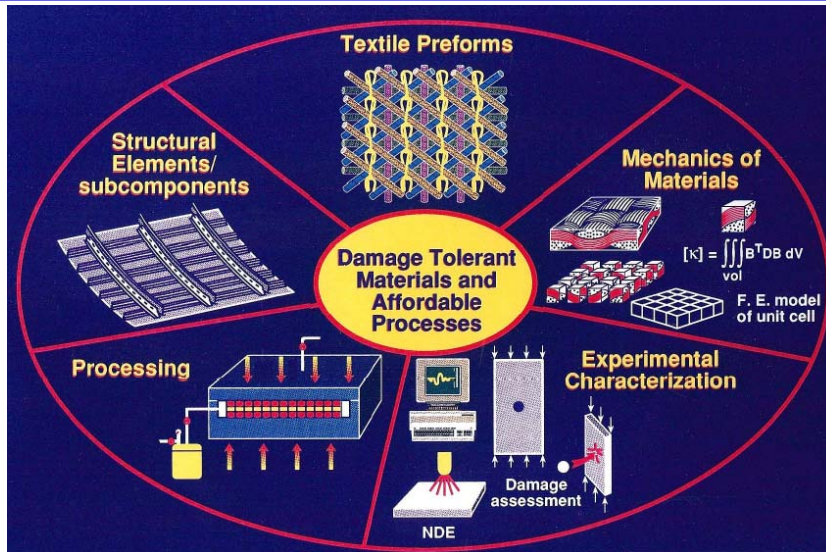 Textile Preforms
Structural
Elements/
subcomponents
Mechanics of
Materials
[K] = ∫∫∫BᵀDB dV
vol
F. E. model
of unit cell
Damage Tolerant
Materials and
Affordable
Processes
Processing
Experimental
Characterization
Damage
assessment
NDE